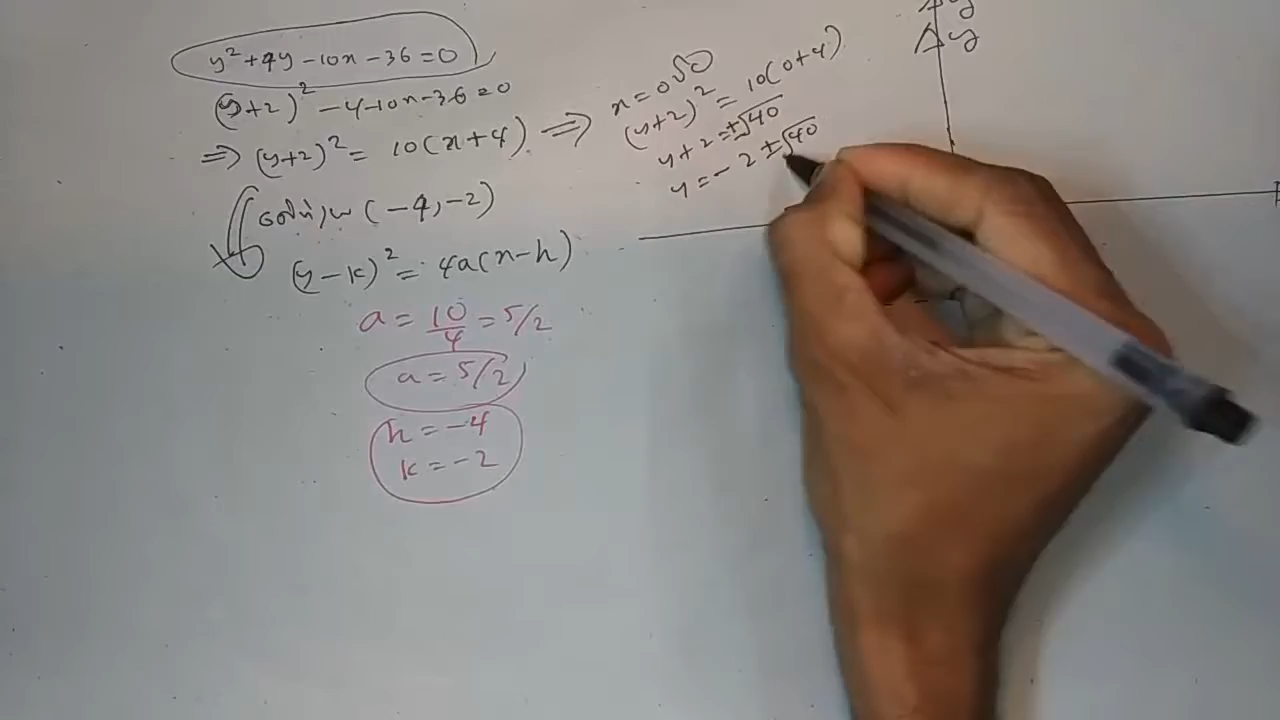 y² + 4y - 10x - 36 = 0
(y+2)² - 4 - 10x - 36 = 0
⇒ (y+2)² = 10(x+4) ⇒
(-4, -2)
(y-k)² = 4a(x-h)
a = 10/4 = 5/2
a = 5/2
h = -4
k = -2
x = 0
(y+2)² = 10(0+4)
y+2 = ±√40
y = -2 ±√40
y
y